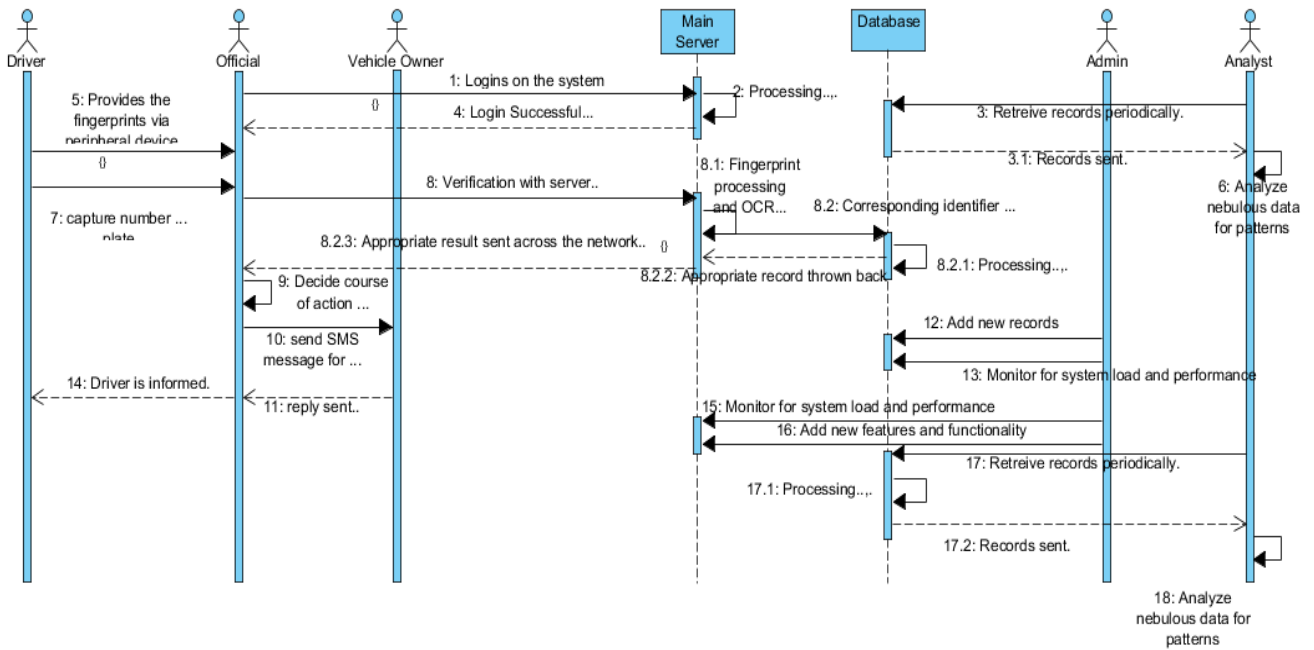 Driver
Official
Vehicle Owner
Main
Server
Database
Admin
Analyst
1: Logins on the system
2: Processing..,.
3: Retreive records periodically.
{}
4: Login Successful...
5: Provides the
fingerprints via
peripheral device
{}
3.1: Records sent.
6: Analyze
nebulous data
for patterns
7: capture number ...
plate
8: Verification with server..
8.1: Fingerprint
processing
and OCR...
8.2: Corresponding identifier ...
8.2.3: Appropriate result sent across the network..
{}
8.2.1: Processing..,.
8.2.2: Appropriate record thrown back
9: Decide course
of action ...
10: send SMS
message for ...
12: Add new records
13: Monitor for system load and performance
14: Driver is informed.
11: reply sent..
15: Monitor for system load and performance
16: Add new features and functionality
17: Retreive records periodically.
17.1: Processing..,.
17.2: Records sent.
18: Analyze
nebulous data for
patterns